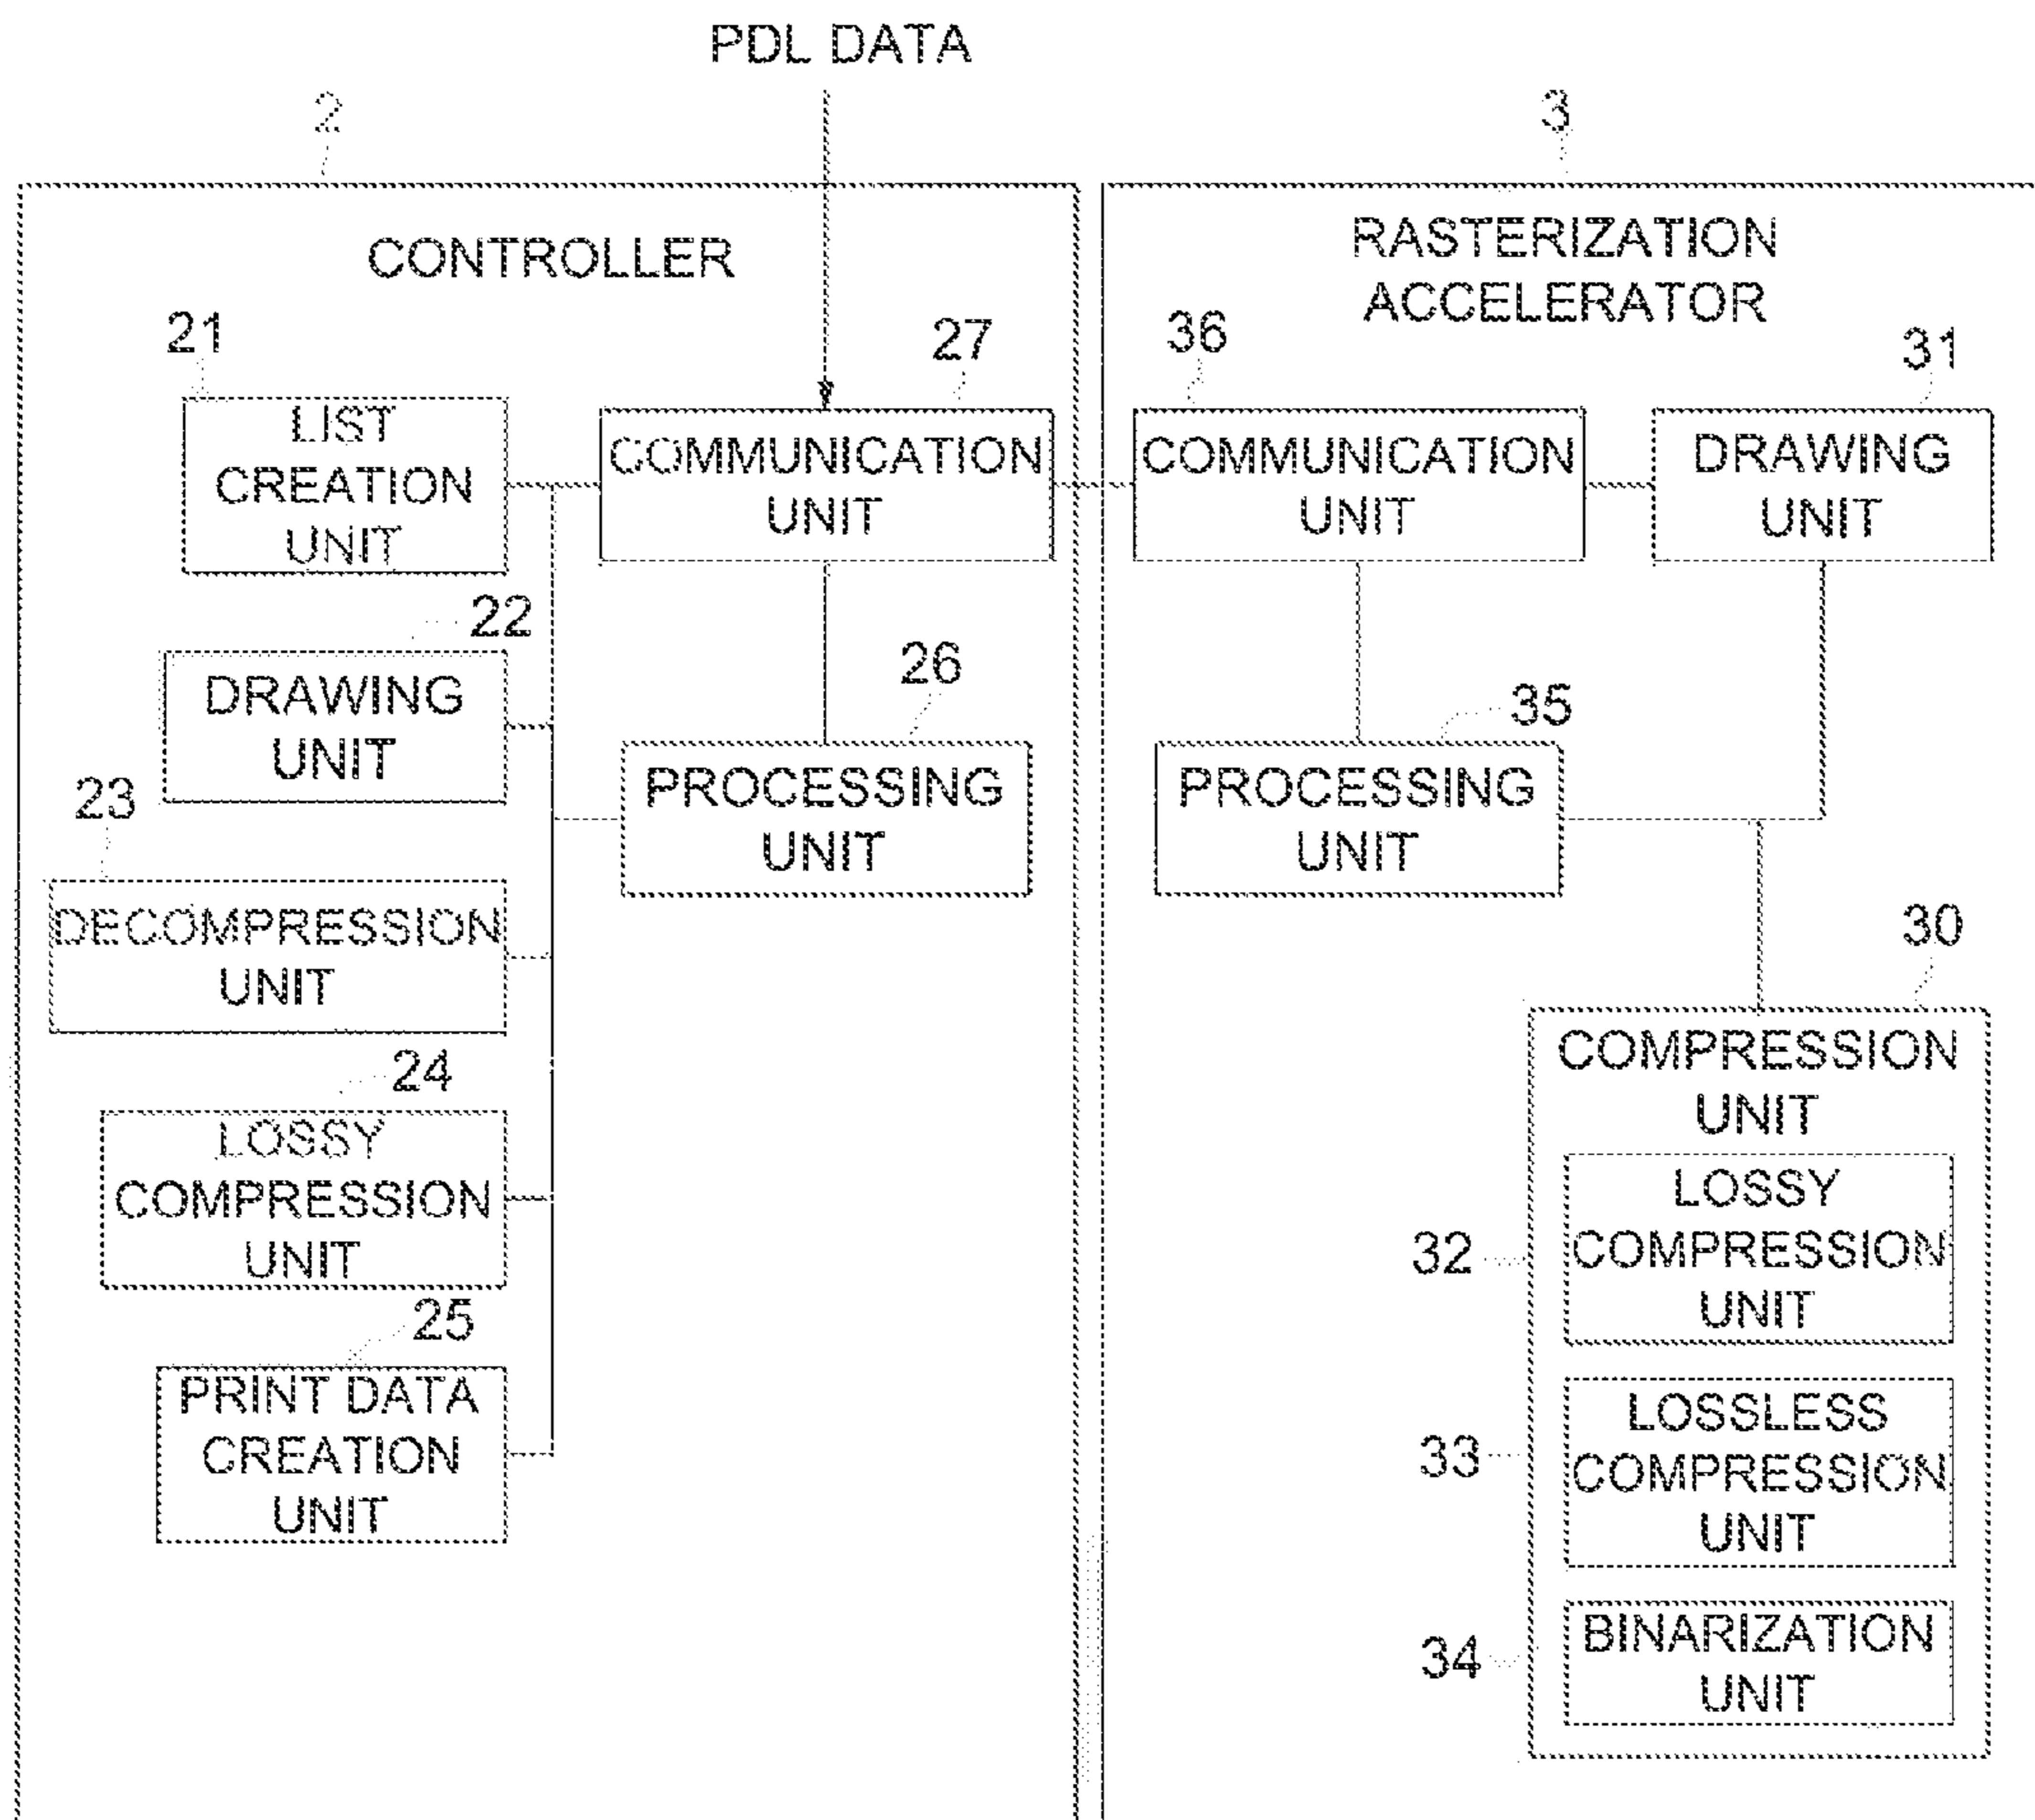 PDL DATA
2
3
CONTROLLER
RASTERIZATION
ACCELERATOR
21
27
36
31
LIST
CREATION
UNIT
COMMUNICATION
UNIT
COMMUNICATION
UNIT
DRAWING
UNIT
22
DRAWING
UNIT
26
PROCESSING
UNIT
35
PROCESSING
UNIT
23
DECOMPRESSION
UNIT
30
COMPRESSION
UNIT
24
LOSSY
COMPRESSION
UNIT
32
LOSSY
COMPRESSION
UNIT
25
PRINT DATA
CREATION
UNIT
33
LOSSLESS
COMPRESSION
UNIT
34
BINARIZATION
UNIT